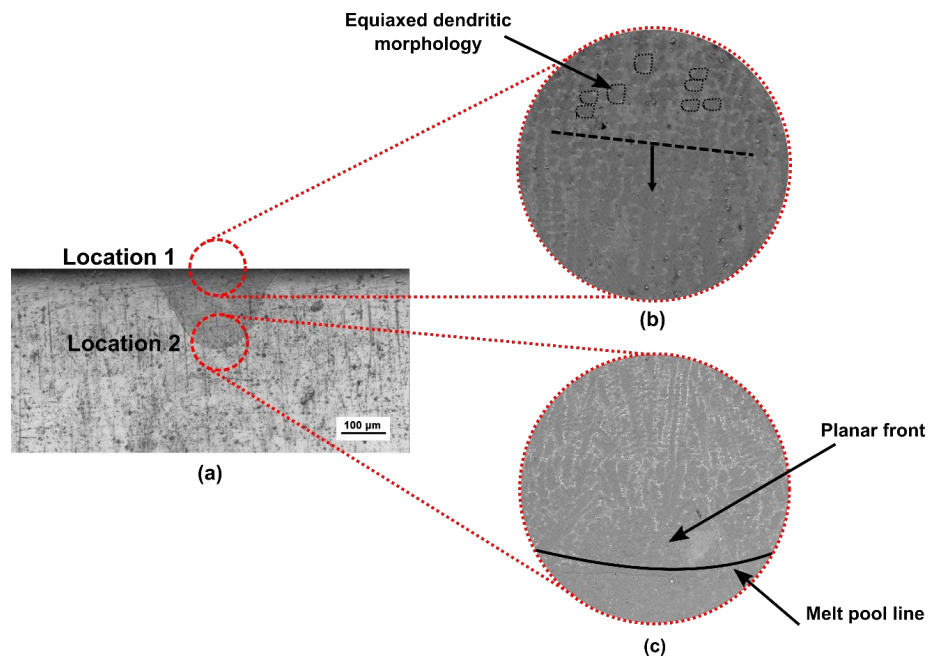 Equiaxed dendritic
morphology
Location 1
(b)
Location 2
100 µm
(a)
Planar front
Melt pool line
(c)